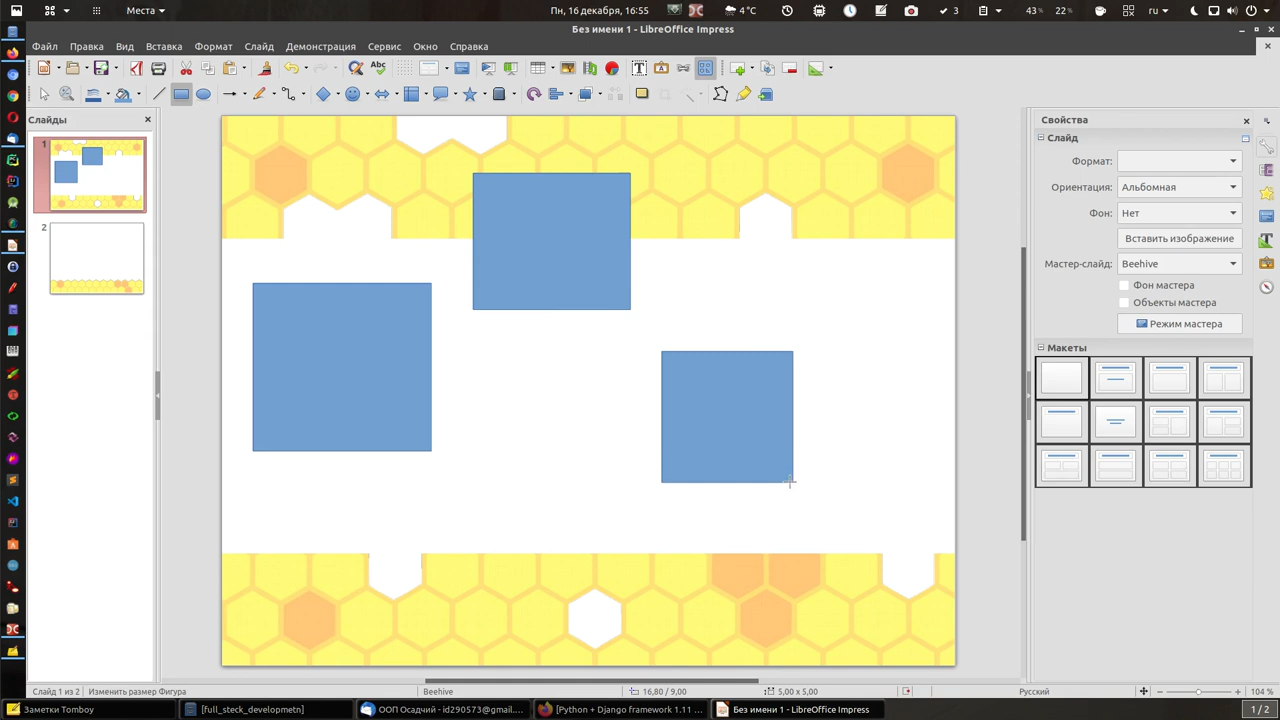 Места
Пн, 16 декабря, 16:55
4°C
3
43%
22%
ru
Без имени 1 - LibreOffice Impress
Файл Правка Вид Вставка Формат Слайд Демонстрация Сервис Окно Справка
Abc
Слайды
1
2
Свойства
Слайд
Формат:
Ориентация: Альбомная
Фон: Нет
Вставить изображение
Мастер-слайд: Beehive
Фон мастера
Объекты мастера
Режим мастера
Макеты
Слайд 1 из 2 Изменить размер Фигура Beehive 16,80 / 9,00 5,00 x 5,00 Русский 104 %
Заметки Tomboy [full_steck_developmetn] ООП Осадчий - id290573@gmail.... [Python + Django framework 1.11 ... Без имени 1 - LibreOffice Impress 1 / 2